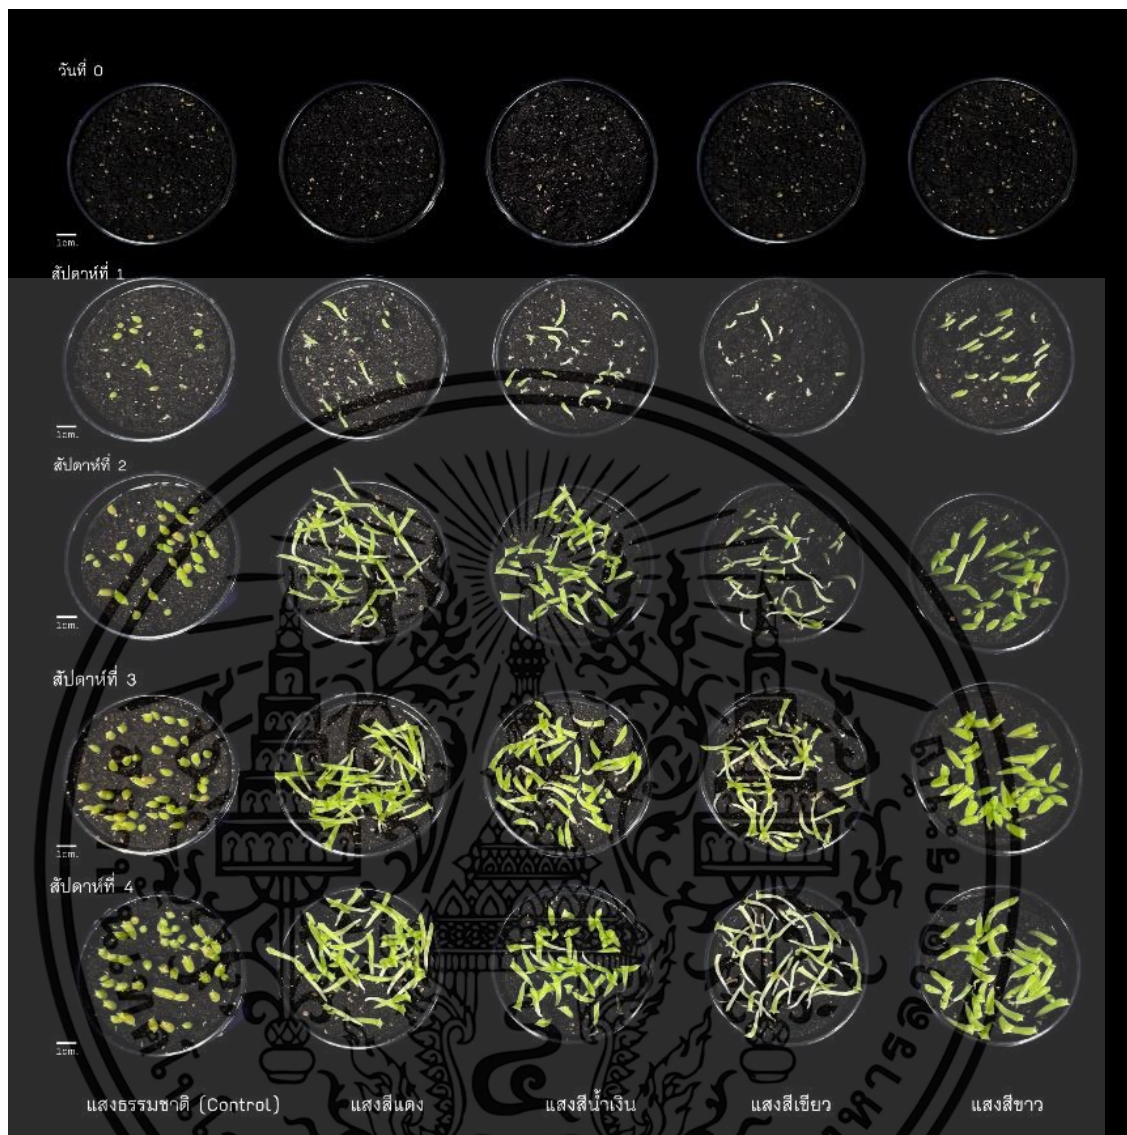 วันที่ 0
1cm.
สัปดาห์ที่ 1
1cm.
สัปดาห์ที่ 2
1cm.
สัปดาห์ที่ 3
1cm.
สัปดาห์ที่ 4
1cm.
แสงธรรมชาติ (Control) แสงสีแดง แสงสีน้ำเงิน แสงสีเขียว แสงสีขาว